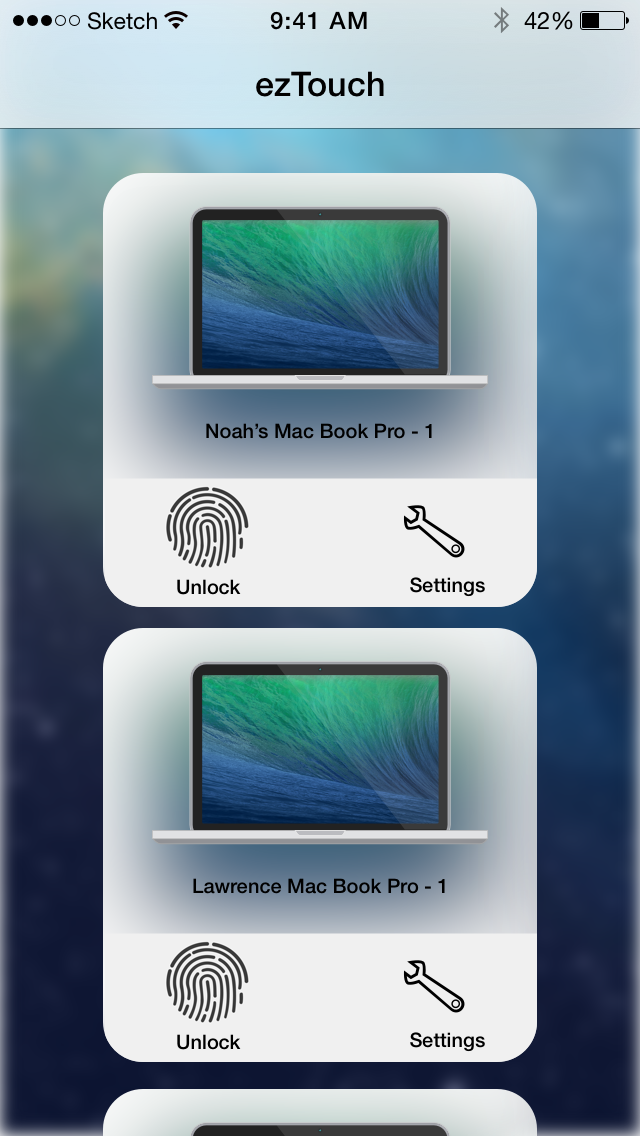 Sketch 9:41 AM 42%
ezTouch
Noah’s Mac Book Pro - 1
Unlock Settings
Lawrence Mac Book Pro - 1
Unlock Settings